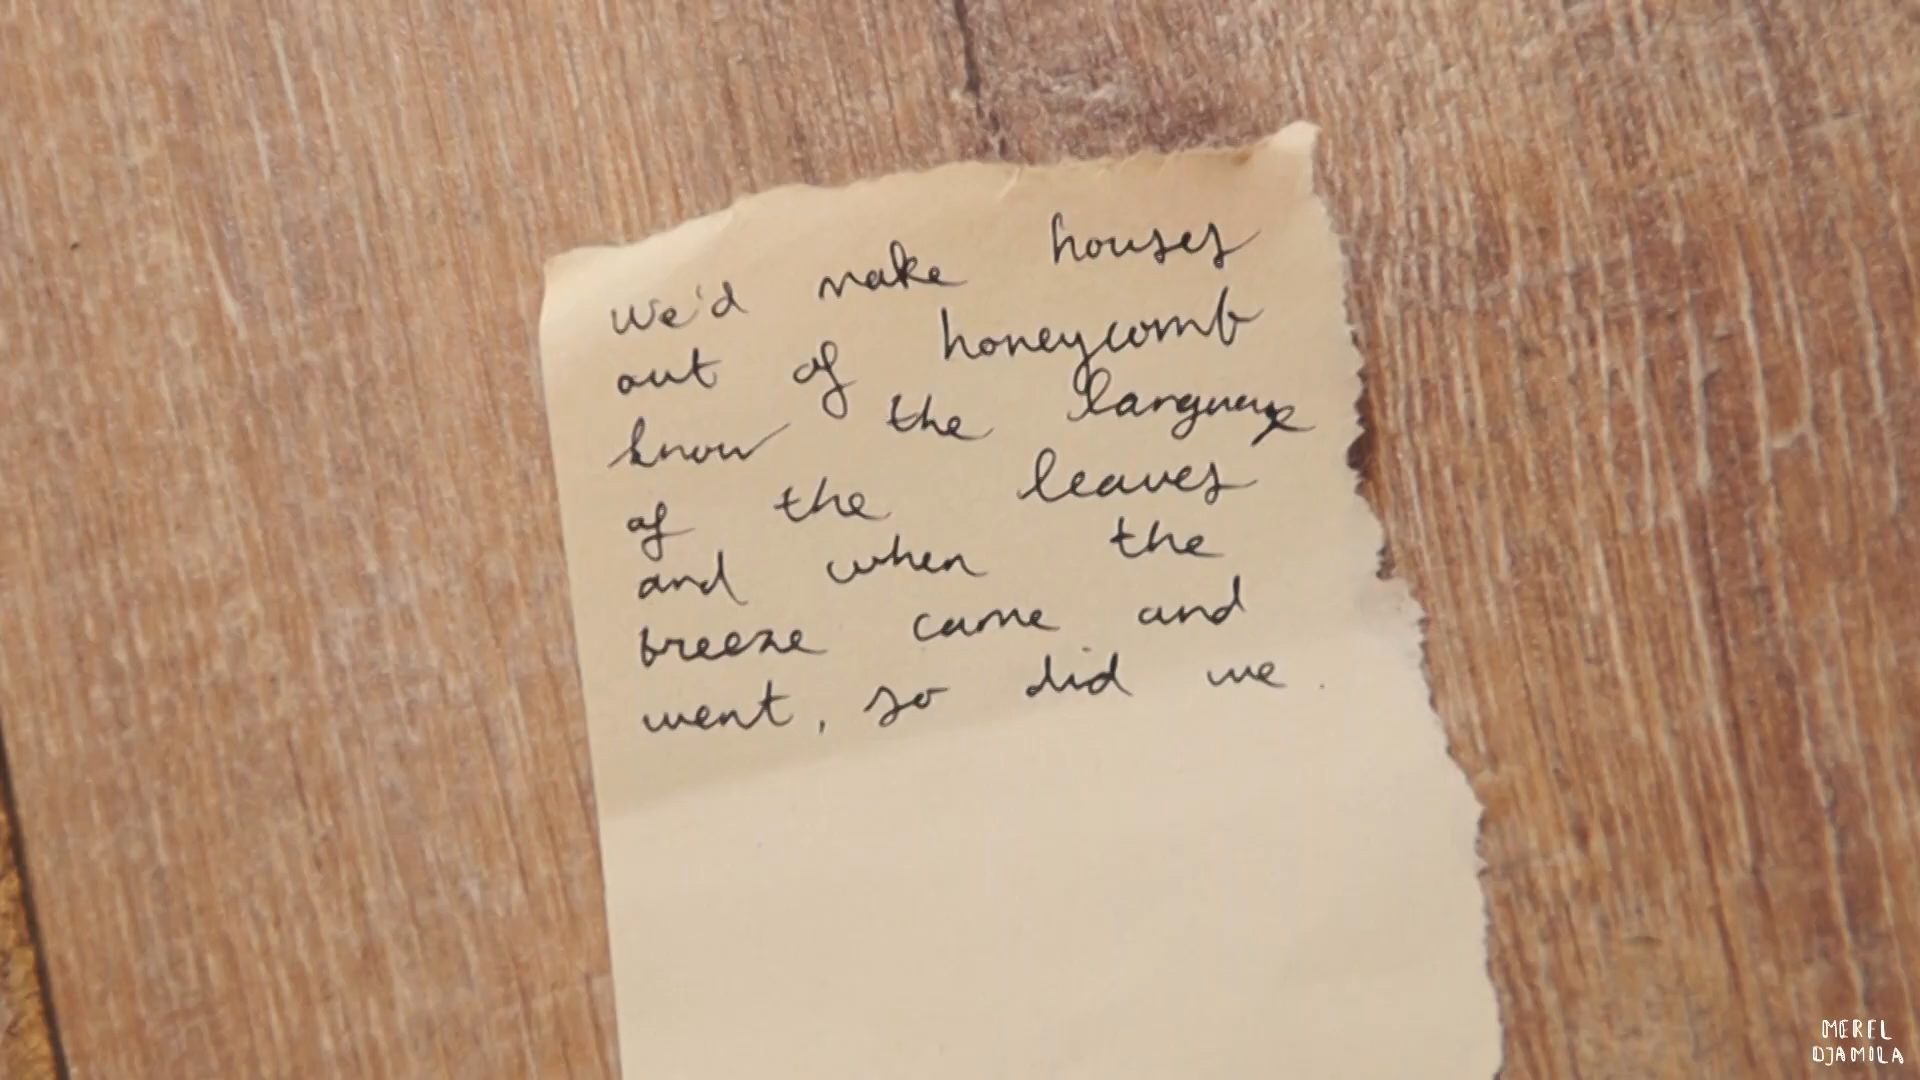 We'd make houses
out of honeycomb
know the language
of the leaves
and when the
breeze came and
went, so did we.
MEREL
DJAMILA